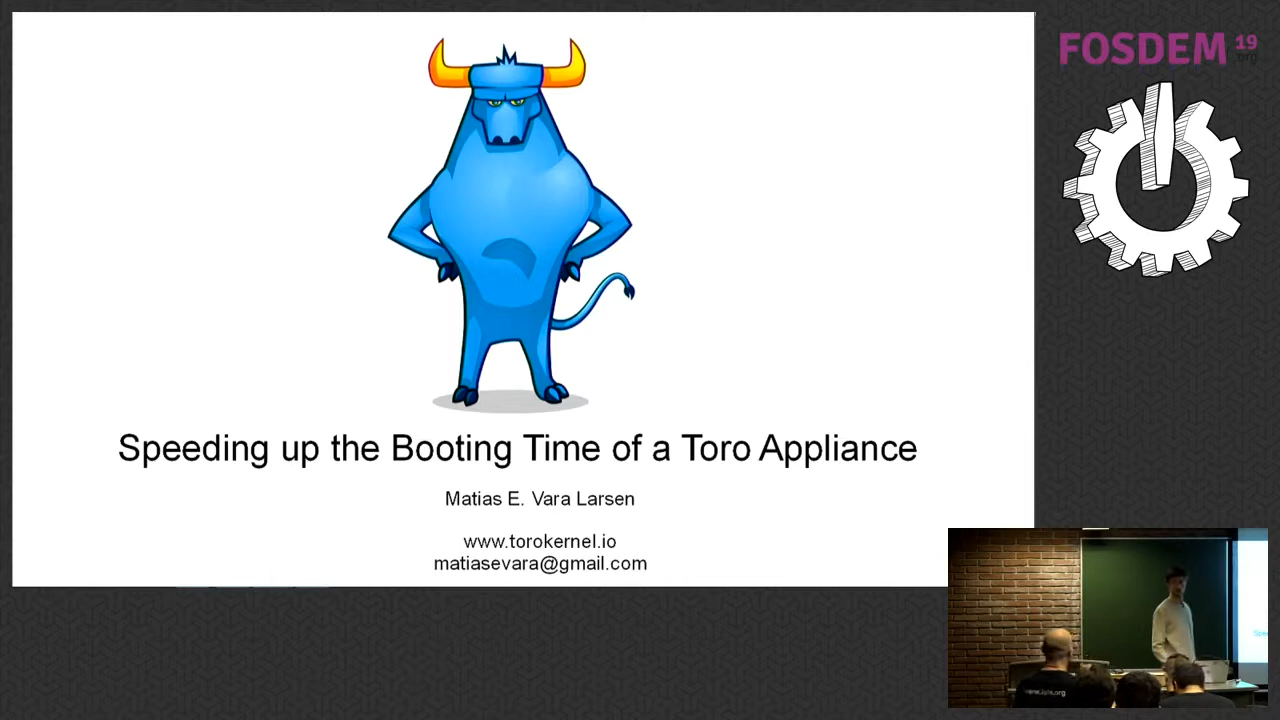 FOSDEM 19
.org
Speeding up the Booting Time of a Toro Appliance
Matias E. Vara Larsen
www.torokernel.io
matiasevara@gmail.com